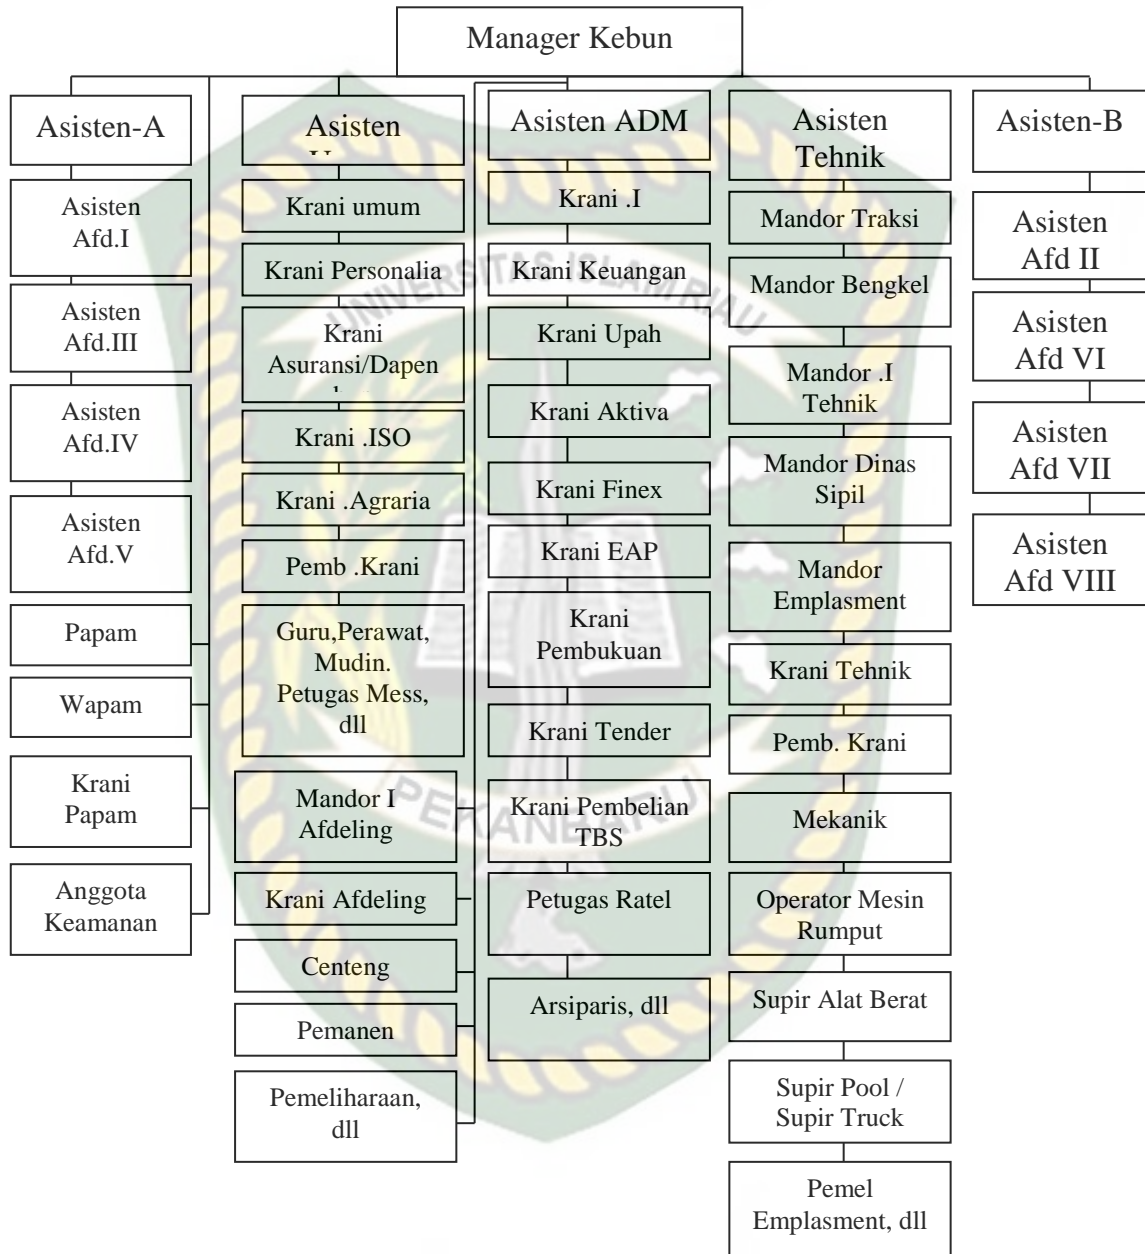 Manager Kebun
Asisten-A
Asisten
Afd.I
Asisten
Afd.III
Asisten
Afd.IV
Asisten
Afd.V
Papam
Wapam
Krani
Papam
Anggota
Keamanan
Asisten
Krani umum
Krani Personalia
Krani
Asuransi/Dapen
Krani .ISO
Krani .Agraria
Pemb .Krani
Guru,Perawat,
Mudin.
Petugas Mess,
dll
Mandor I
Afdeling
Krani Afdeling
Centeng
Pemanen
Pemeliharaan,
dll
Asisten ADM
Krani .I
Krani Keuangan
Krani Upah
Krani Aktiva
Krani Finex
Krani EAP
Krani
Pembukuan
Krani Tender
Krani Pembelian
TBS
Petugas Ratel
Arsiparis, dll
Asisten
Tehnik
Mandor Traksi
Mandor Bengkel
Mandor .I
Tehnik
Mandor Dinas
Sipil
Mandor
Emplasment
Krani Tehnik
Pemb. Krani
Mekanik
Operator Mesin
Rumput
Supir Alat Berat
Supir Pool /
Supir Truck
Pemel
Emplasment, dll
Asisten-B
Asisten
Afd II
Asisten
Afd VI
Asisten
Afd VII
Asisten
Afd VIII
UNIVERSITAS ISLAM RIAU
PEKANBARU